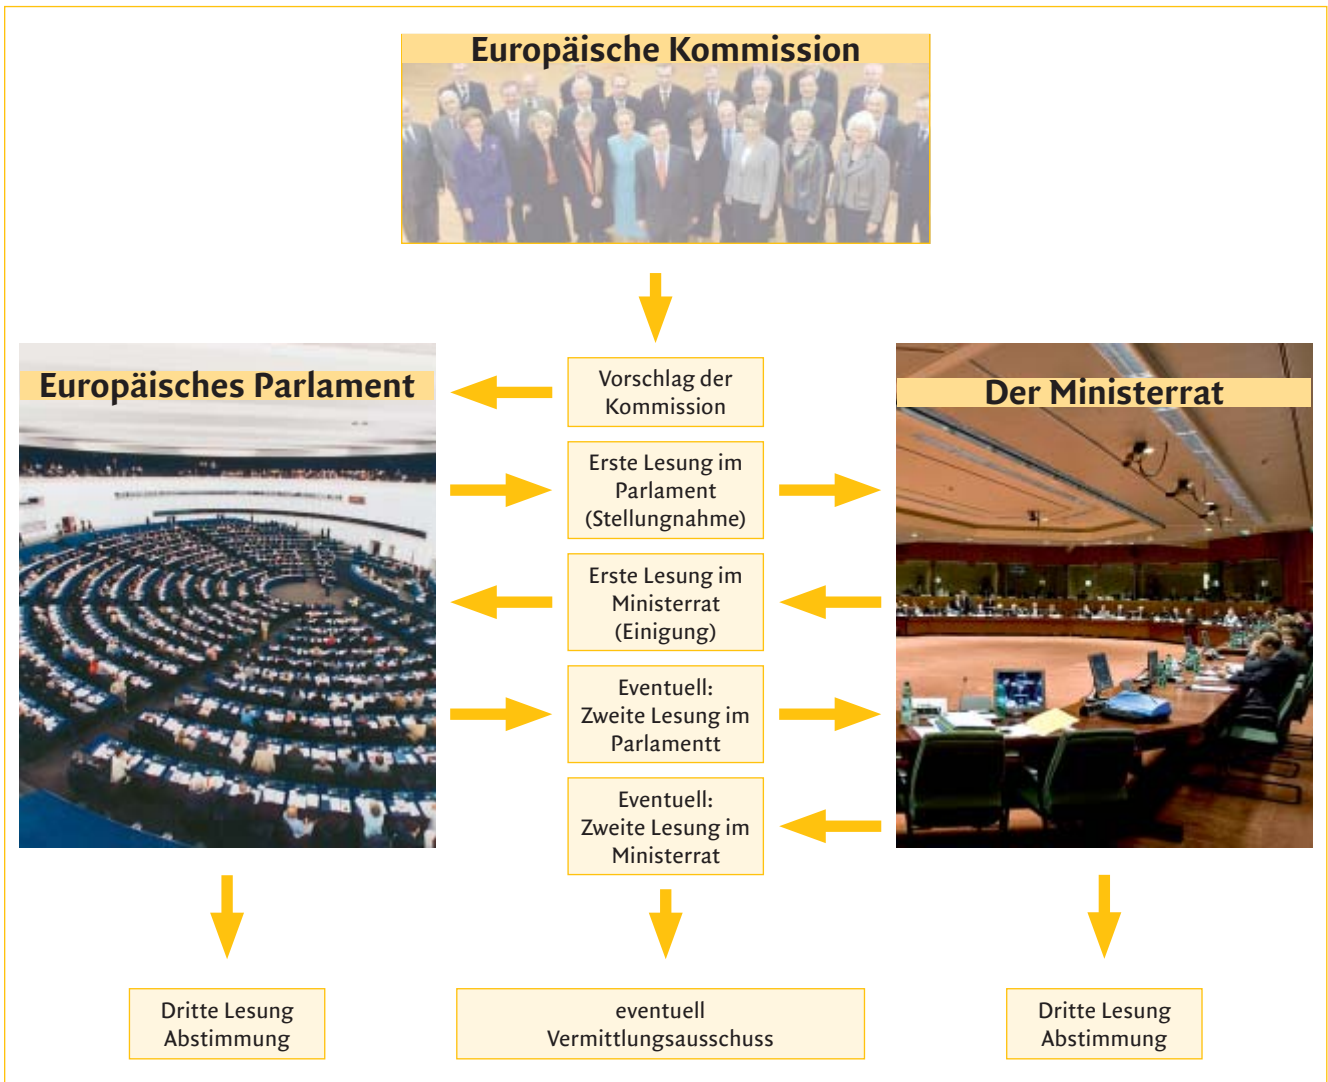 Europäische Kommission
Europäisches Parlament
Vorschlag der
Kommission
Der Ministerrat
Erste Lesung im
Parlament
(Stellungnahme)
Erste Lesung im
Ministerrat
(Einigung)
Eventuell:
Zweite Lesung im
Parlamentt
Eventuell:
Zweite Lesung im
Ministerrat
Dritte Lesung
Abstimmung
eventuell
Vermittlungsausschuss
Dritte Lesung
Abstimmung